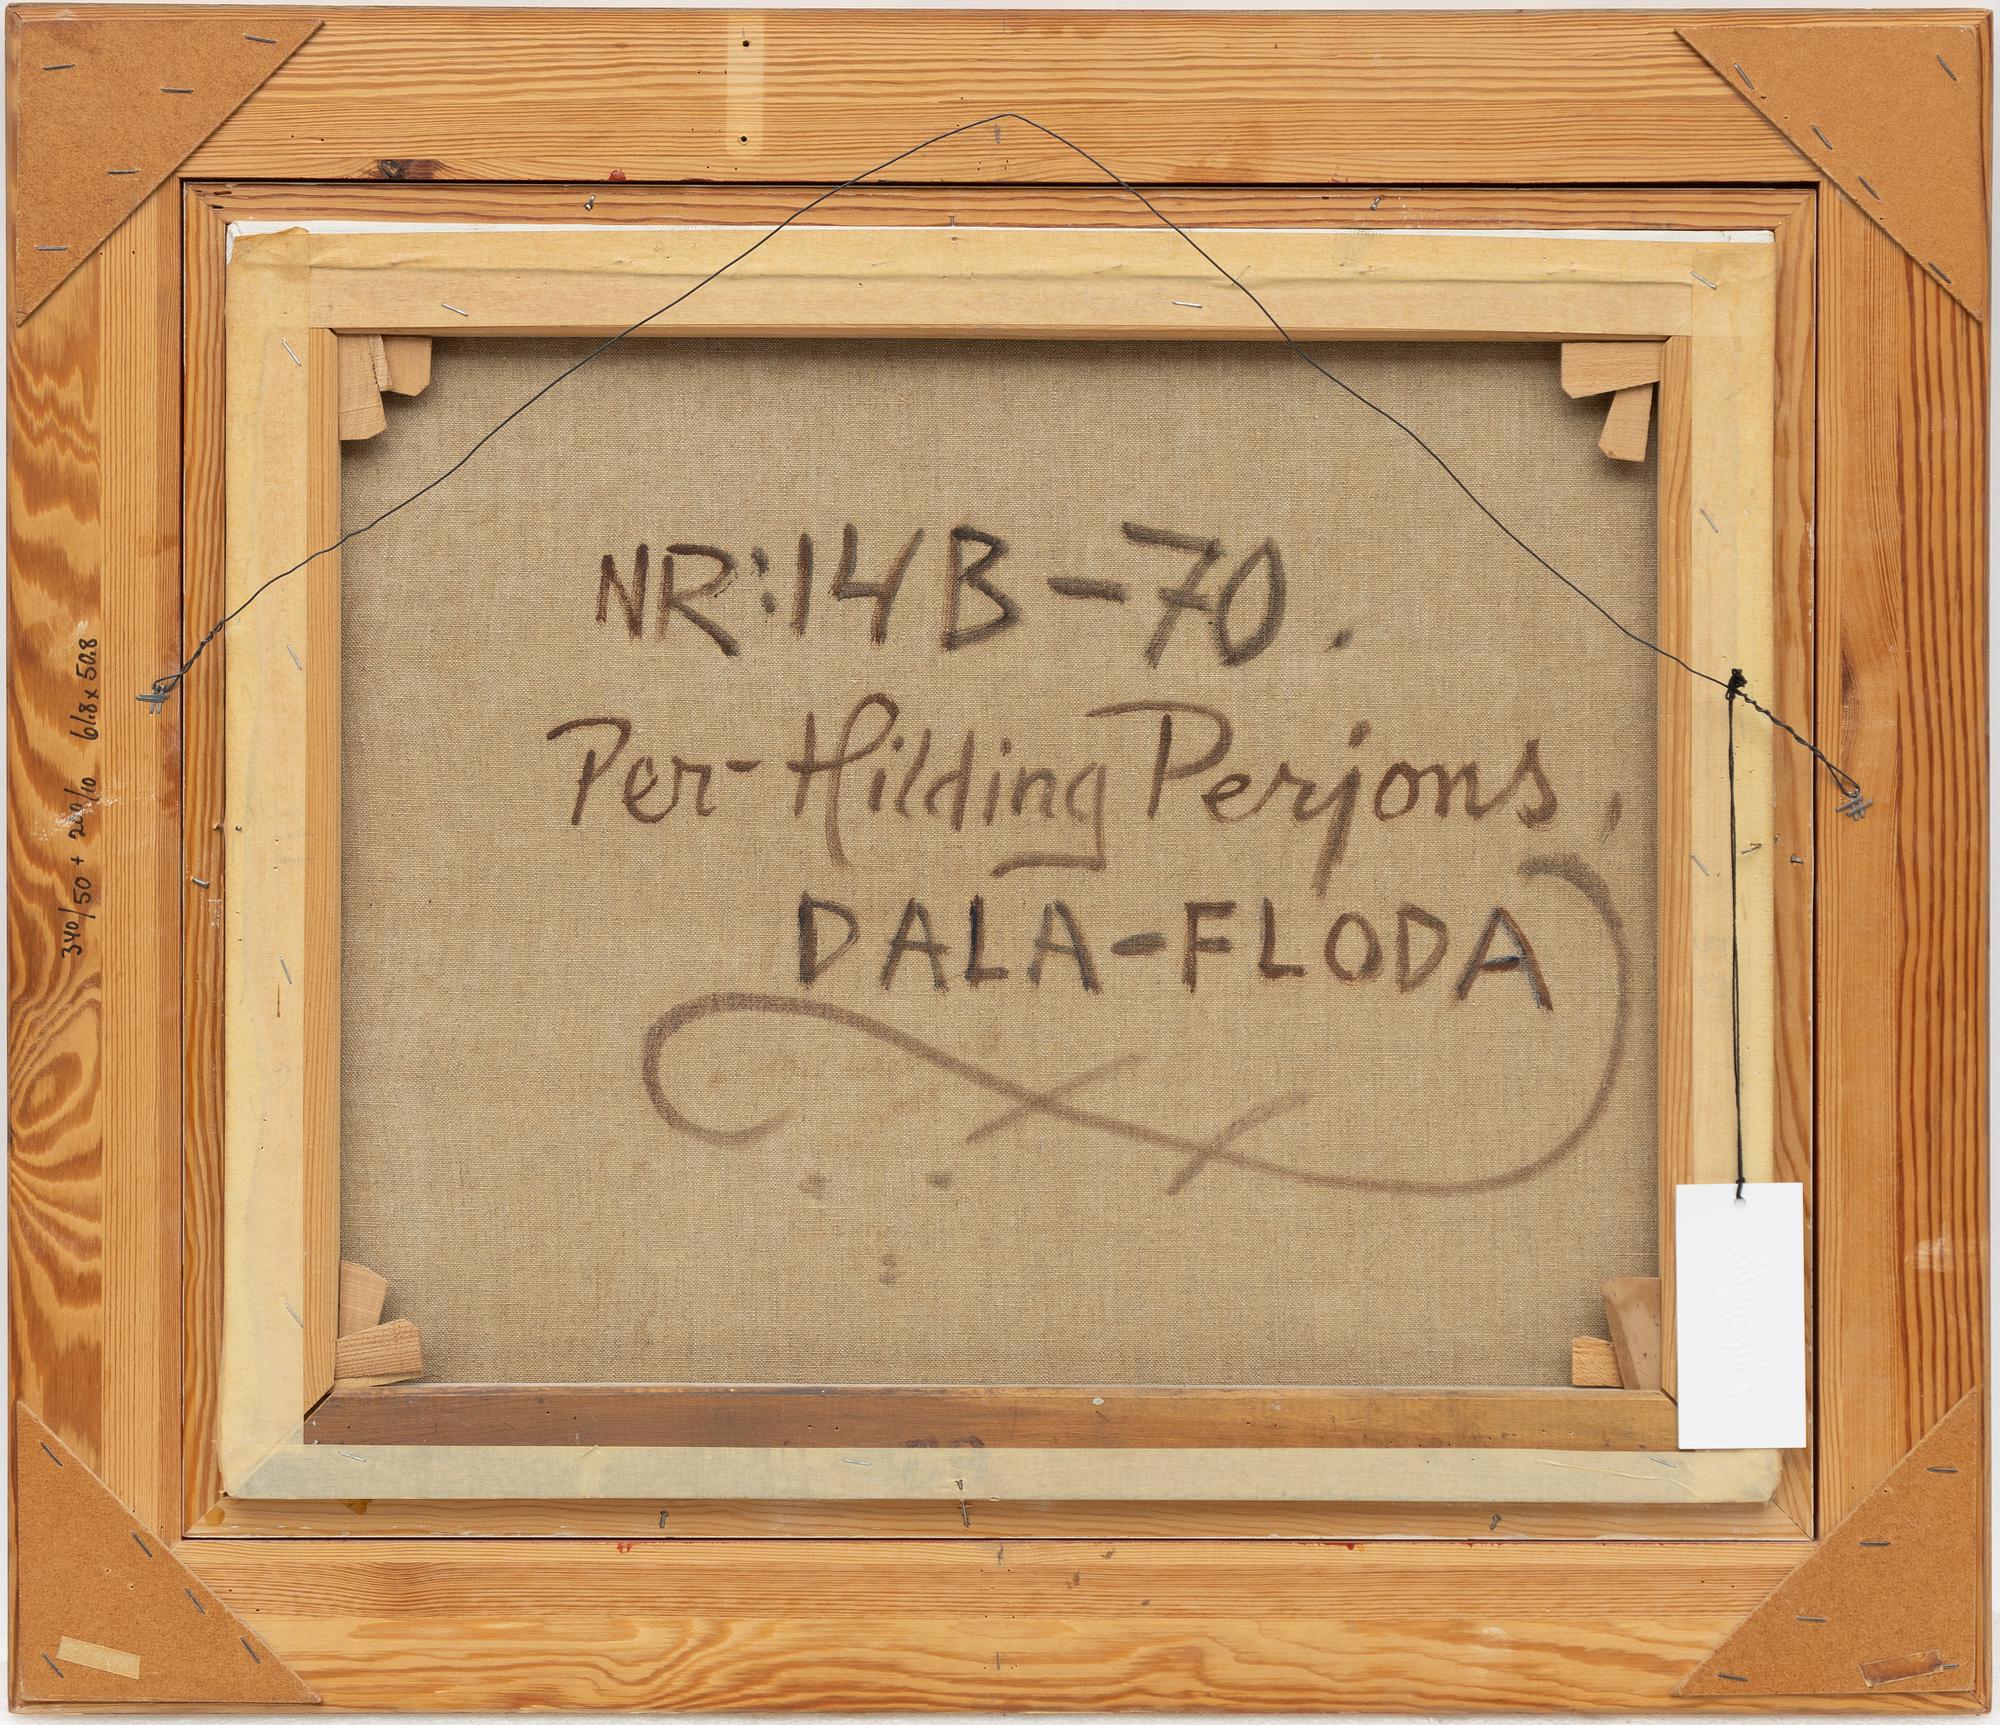 NR:14B-70.
Per-Hilding Perjons,
DALA-FLODA
340/50 + 200/10 61.8 x 50.8